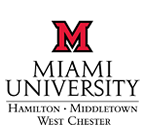 M
MIAMI
UNIVERSITY
HAMILTON · MIDDLETOWN
WEST CHESTER